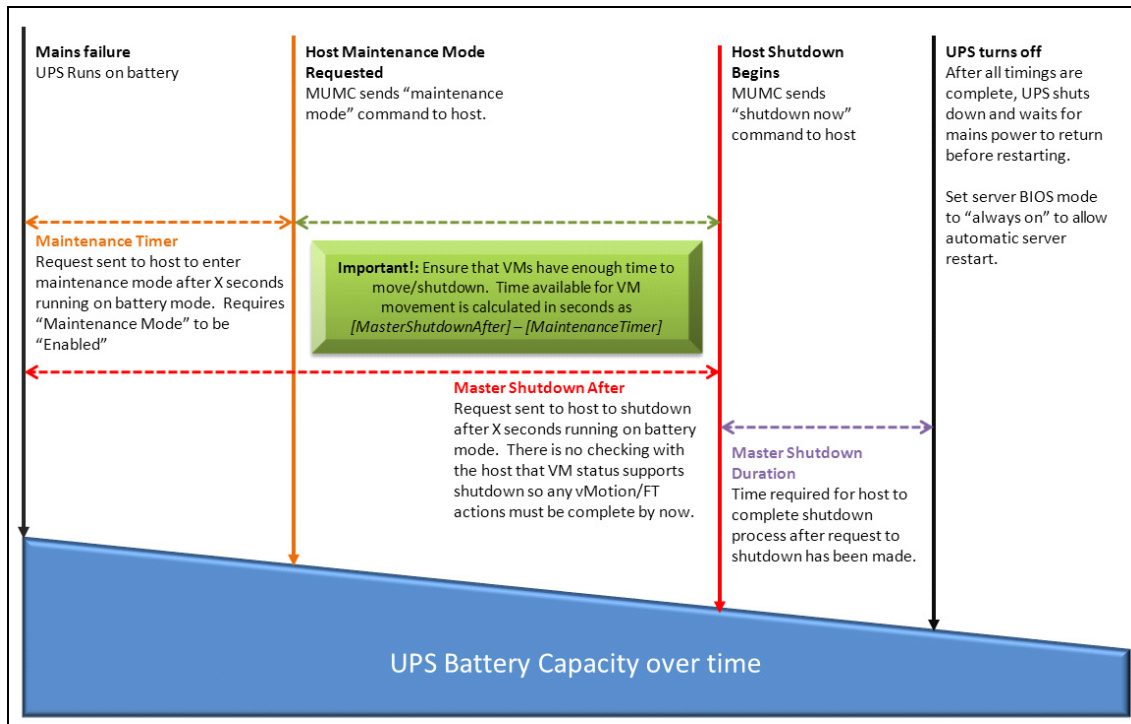 Mains failure
UPS Runs on battery
Host Maintenance Mode
Requested
MUMC sends “maintenance
mode” command to host.
Host Shutdown
Begins
MUMC sends
“shutdown now”
command to host
UPS turns off
After all timings are
complete, UPS shuts
down and waits for
mains power to return
before restarting.
Set server BIOS mode
to “always on” to allow
automatic server
restart.
Maintenance Timer
Request sent to host to enter
maintenance mode after X seconds
running on battery mode. Requires
“Maintenance Mode” to be
“Enabled”
Important!: Ensure that VMs have enough time to
move/shutdown. Time available for VM
movement is calculated in seconds as
[MasterShutdownAfter] – [MaintenanceTimer]
Master Shutdown After
Request sent to host to shutdown
after X seconds running on battery
mode. There is no checking with
the host that VM status supports
shutdown so any vMotion/FT
actions must be complete by now.
Master Shutdown
Duration
Time required for host to
complete shutdown
process after request to
shutdown has been made.
UPS Battery Capacity over time